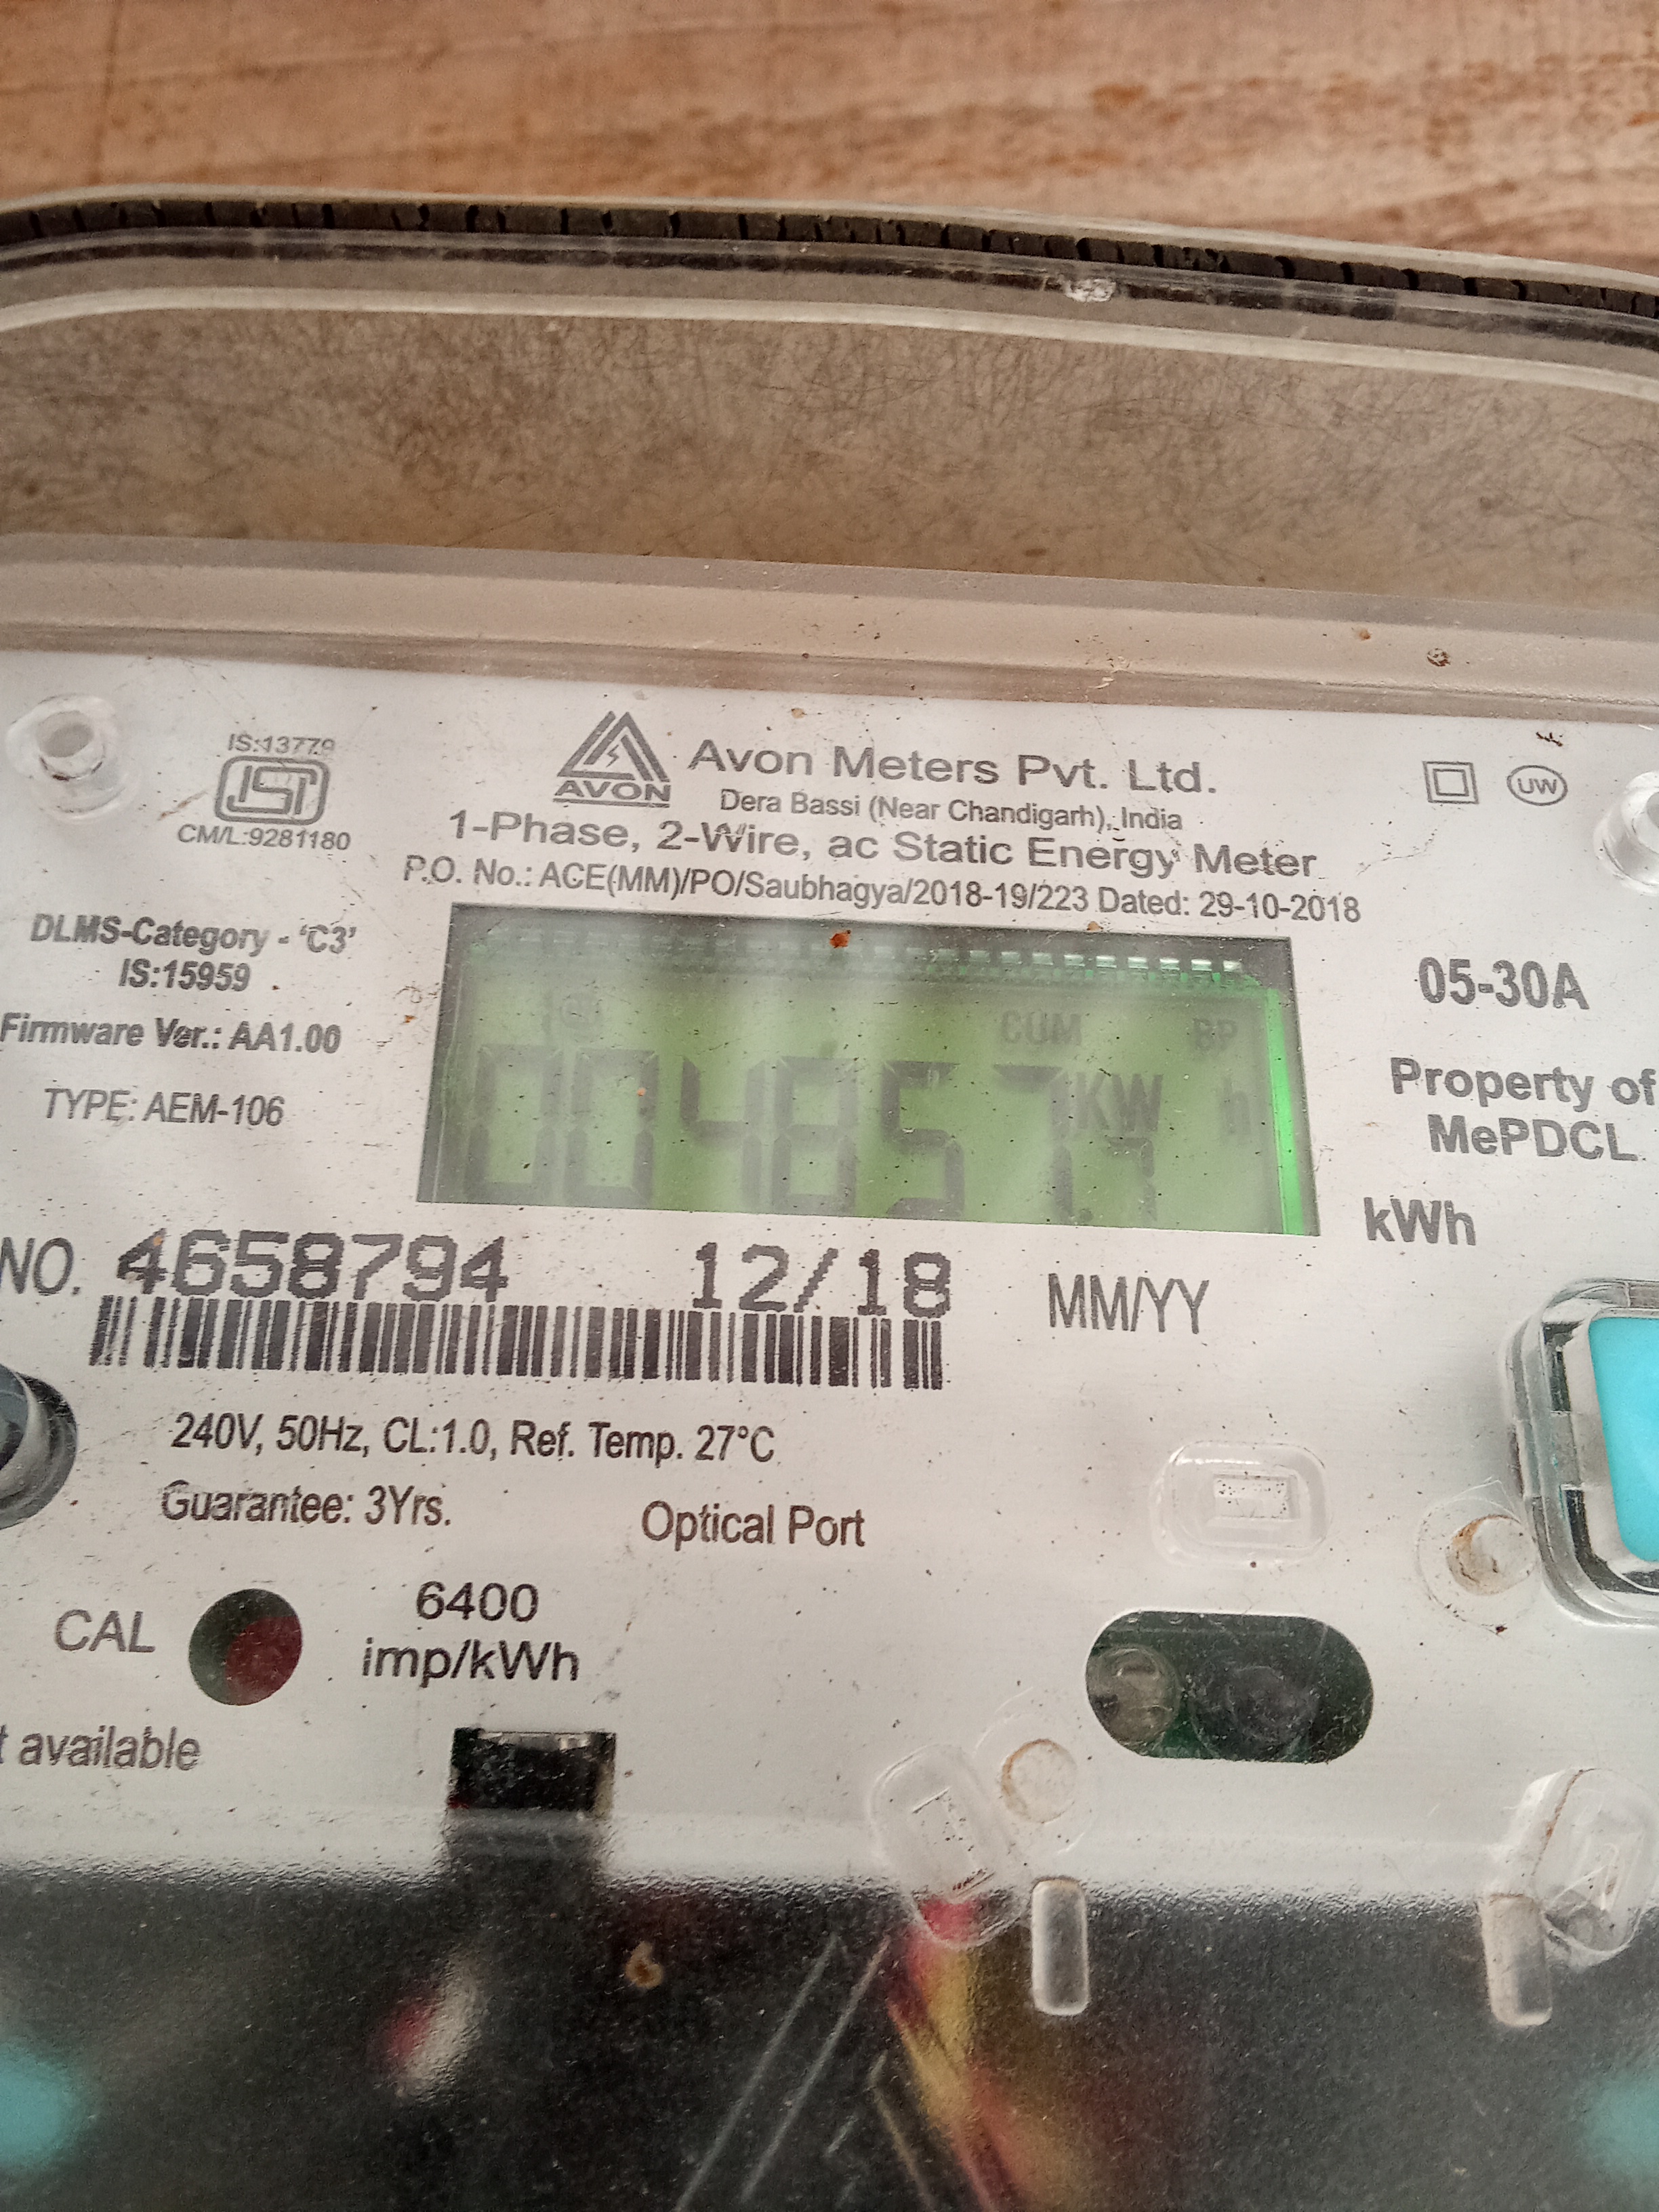 IS:13779
ISI
CM/L:9281180
AVON
Avon Meters Pvt. Ltd.
Dera Bassi (Near Chandigarh), India
1-Phase, 2-Wire, ac Static Energy Meter
P.O. No.: ACE(MM)/PO/Saubhagya/2018-19/223 Dated: 29-10-2018
UW
DLMS-Category - 'C3'
IS:15959
Firmware Ver.: AA1.00
TYPE: AEM-106
CUM BP
004857. KW h
05-30A
Property of
MePDCL
kWh
NO. 4658794 12/18 MM/YY
240V, 50Hz, CL:1.0, Ref. Temp. 27°C
Guarantee: 3Yrs.
Optical Port
CAL
6400
imp/kWh
available